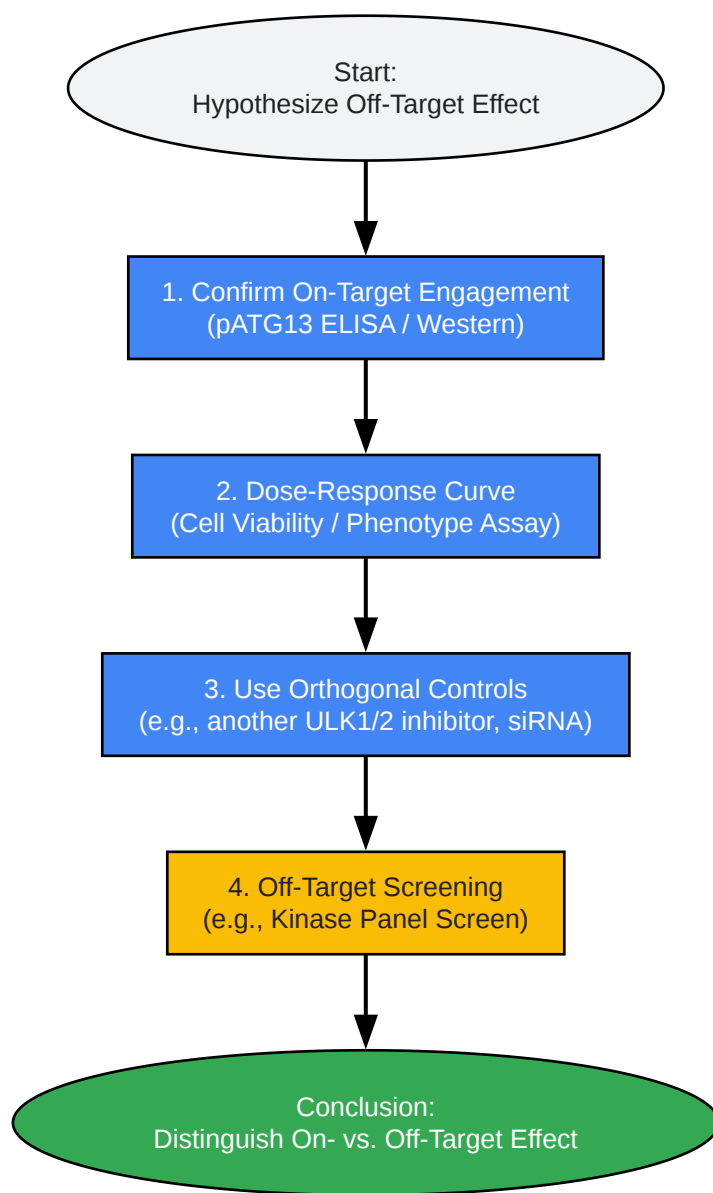 Start:
Hypothesize Off-Target Effect
1. Confirm On-Target Engagement
(pATG13 ELISA / Western)
2. Dose-Response Curve
(Cell Viability / Phenotype Assay)
3. Use Orthogonal Controls
(e.g., another ULK1/2 inhibitor, siRNA)
4. Off-Target Screening
(e.g., Kinase Panel Screen)
Conclusion:
Distinguish On- vs. Off-Target Effect